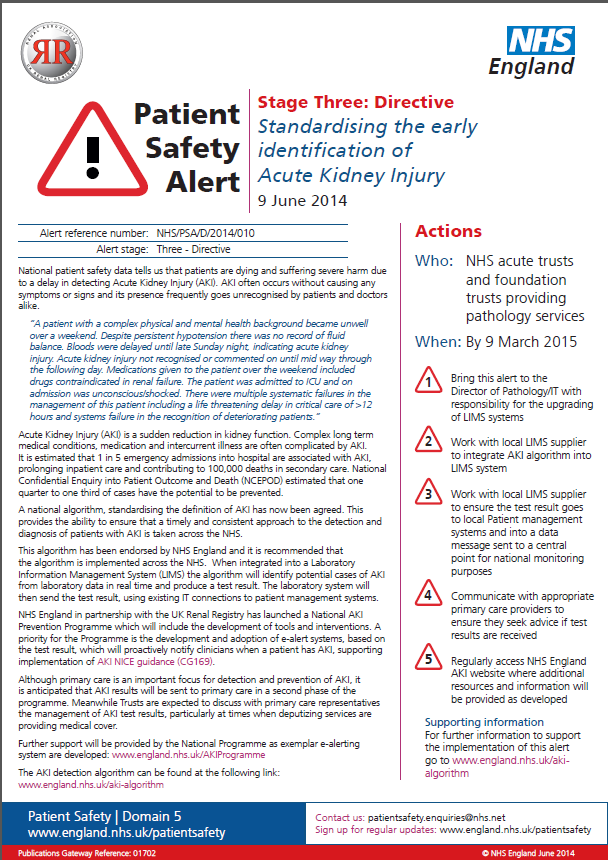 RENAL ASSOCIATION
RR
NHS
England
Patient
Safety
Alert
Stage Three: Directive
Standardising the early
identification of
Acute Kidney Injury
9 June 2014
Alert reference number: NHS/PSA/D/2014/010
Alert stage: Three - Directive
National patient safety data tells us that patients are dying and suffering severe harm due
to a delay in detecting Acute Kidney Injury (AKI). AKI often occurs without causing any
symptoms or signs and its presence frequently goes unrecognised by patients and doctors
alike.
“A patient with a complex physical and mental health background became unwell
over a weekend. Despite persistent hypotension there was no record of fluid
balance. Bloods were delayed until late Sunday night, indicating acute kidney
injury. Acute kidney injury not recognised or commented on until mid way through
the following day. Medications given to the patient over the weekend included
drugs contraindicated in renal failure. The patient was admitted to ICU and on
admission was unconscious/shocked. There were multiple systematic failures in the
management of this patient including a life threatening delay in critical care of >12
hours and systems failure in the recognition of deteriorating patients.”
Acute Kidney Injury (AKI) is a sudden reduction in kidney function. Complex long term
medical conditions, medication and intercurrent illness are often complicated by AKI.
It is estimated that 1 in 5 emergency admissions into hospital are associated with AKI,
prolonging inpatient care and contributing to 100,000 deaths in secondary care. National
Confidential Enquiry into Patient Outcome and Death (NCEPOD) estimated that one
quarter to one third of cases have the potential to be prevented.
A national algorithm, standardising the definition of AKI has now been agreed. This
provides the ability to ensure that a timely and consistent approach to the detection and
diagnosis of patients with AKI is taken across the NHS.
This algorithm has been endorsed by NHS England and it is recommended that
the algorithm is implemented across the NHS. When integrated into a Laboratory
Information Management System (LIMS) the algorithm will identify potential cases of AKI
from laboratory data in real time and produce a test result. The laboratory system will
then send the test result, using existing IT connections to patient management systems.
NHS England in partnership with the UK Renal Registry has launched a National AKI
Prevention Programme which will include the development of tools and interventions. A
priority for the Programme is the development and adoption of e-alert systems, based on
the test result, which will proactively notify clinicians when a patient has AKI, supporting
implementation of AKI NICE guidance (CG169).
Although primary care is an important focus for detection and prevention of AKI, it
is anticipated that AKI results will be sent to primary care in a second phase of the
programme. Meanwhile Trusts are expected to discuss with primary care representatives
the management of AKI test results, particularly at times when deputizing services are
providing medical cover.
Further support will be provided by the National Programme as exemplar e-alerting
system are developed: www.england.nhs.uk/AKIProgramme
The AKI detection algorithm can be found at the following link:
www.england.nhs.uk/aki-algorithm
Actions
Who: NHS acute trusts
and foundation
trusts providing
pathology services
When: By 9 March 2015
1 Bring this alert to the
Director of Pathology/IT with
responsibility for the upgrading
of LIMS systems
2 Work with local LIMS supplier
to integrate AKI algorithm into
LIMS system
3 Work with local LIMS supplier
to ensure the test result goes
to local Patient management
systems and into a data
message sent to a central
point for national monitoring
purposes
4 Communicate with appropriate
primary care providers to
ensure they seek advice if test
results are received
5 Regularly access NHS England
AKI website where additional
resources and information will
be provided as developed
Supporting information
For further information to support
the implementation of this alert
go to www.england.nhs.uk/aki-
algorithm
Patient Safety | Domain 5
www.england.nhs.uk/patientsafety
Contact us: patientsafety.enquiries@nhs.net
Sign up for regular updates: www.england.nhs.uk/patientsafety
Publications Gateway Reference: 01702
© NHS England June 2014